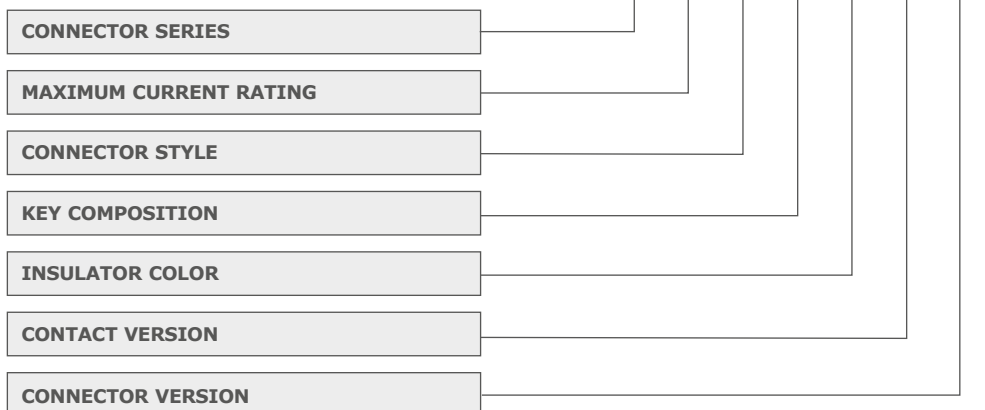 CONNECTOR SERIES
MAXIMUM CURRENT RATING
CONNECTOR STYLE
KEY COMPOSITION
INSULATOR COLOR
CONTACT VERSION
CONNECTOR VERSION